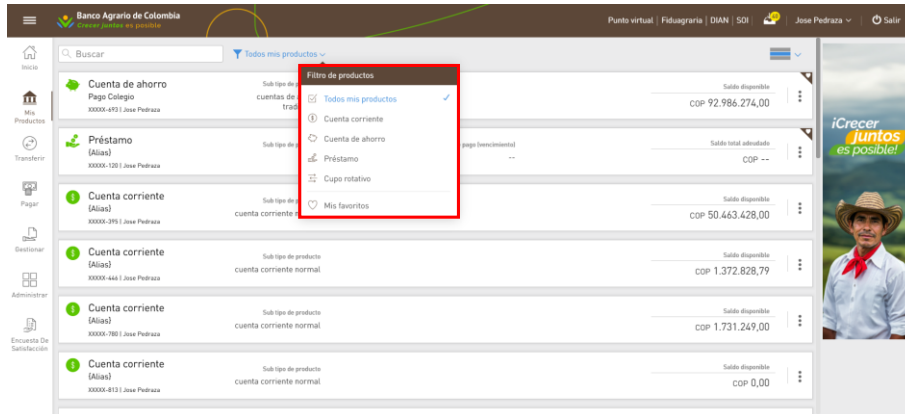 Banco Agrario de Colombia
Crecer juntos es posible
Punto virtual | Fiduagraria | DIAN | SOI |
Jose Pedraza
Salir
Inicio
Mis
Productos
Transferir
Pagar
Gestionar
Administrar
Encuesta De
Satisfacción
Buscar
Todos mis productos
Filtro de productos
Todos mis productos
Cuenta corriente
Cuenta de ahorro
Préstamo
Cupo rotativo
Mis favoritos
Cuenta de ahorro
Pago Colegio
XXXXX-693 | Jose Pedraza
Sub tipo de p
cuentas de
tradi
Saldo disponible
COP 92.986.274,00
Préstamo
{Alias}
XXXXX-120 | Jose Pedraza
Sub tipo de p
pago (vencimiento)
--
Saldo total adeudado
COP --
Cuenta corriente
{Alias}
XXXXX-395 | Jose Pedraza
Sub tipo de p
cuenta corriente n
Saldo disponible
COP 50.463.428,00
Cuenta corriente
{Alias}
XXXXX-466 | Jose Pedraza
Sub tipo de producto
cuenta corriente normal
Saldo disponible
COP 1.372.828,79
Cuenta corriente
{Alias}
XXXXX-780 | Jose Pedraza
Sub tipo de producto
cuenta corriente normal
Saldo disponible
COP 1.731.249,00
Cuenta corriente
{Alias}
XXXXX-813 | Jose Pedraza
Sub tipo de producto
cuenta corriente normal
Saldo disponible
COP 0,00
¡Crecer
juntos
es posible!